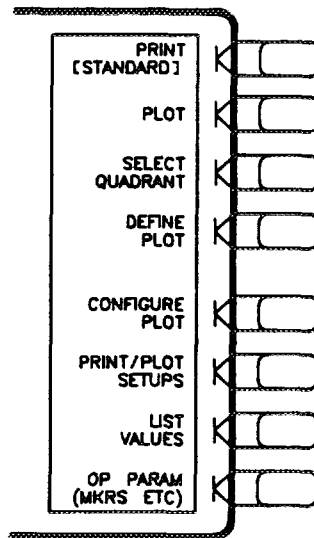 PRINT
[STANDARD]
PLOT
SELECT
QUADRANT
DEFINE
PLOT
CONFIGURE
PLOT
PRINT/PLOT
SETUPS
LIST
VALUES
OP PARAM
(MKRS ETC)